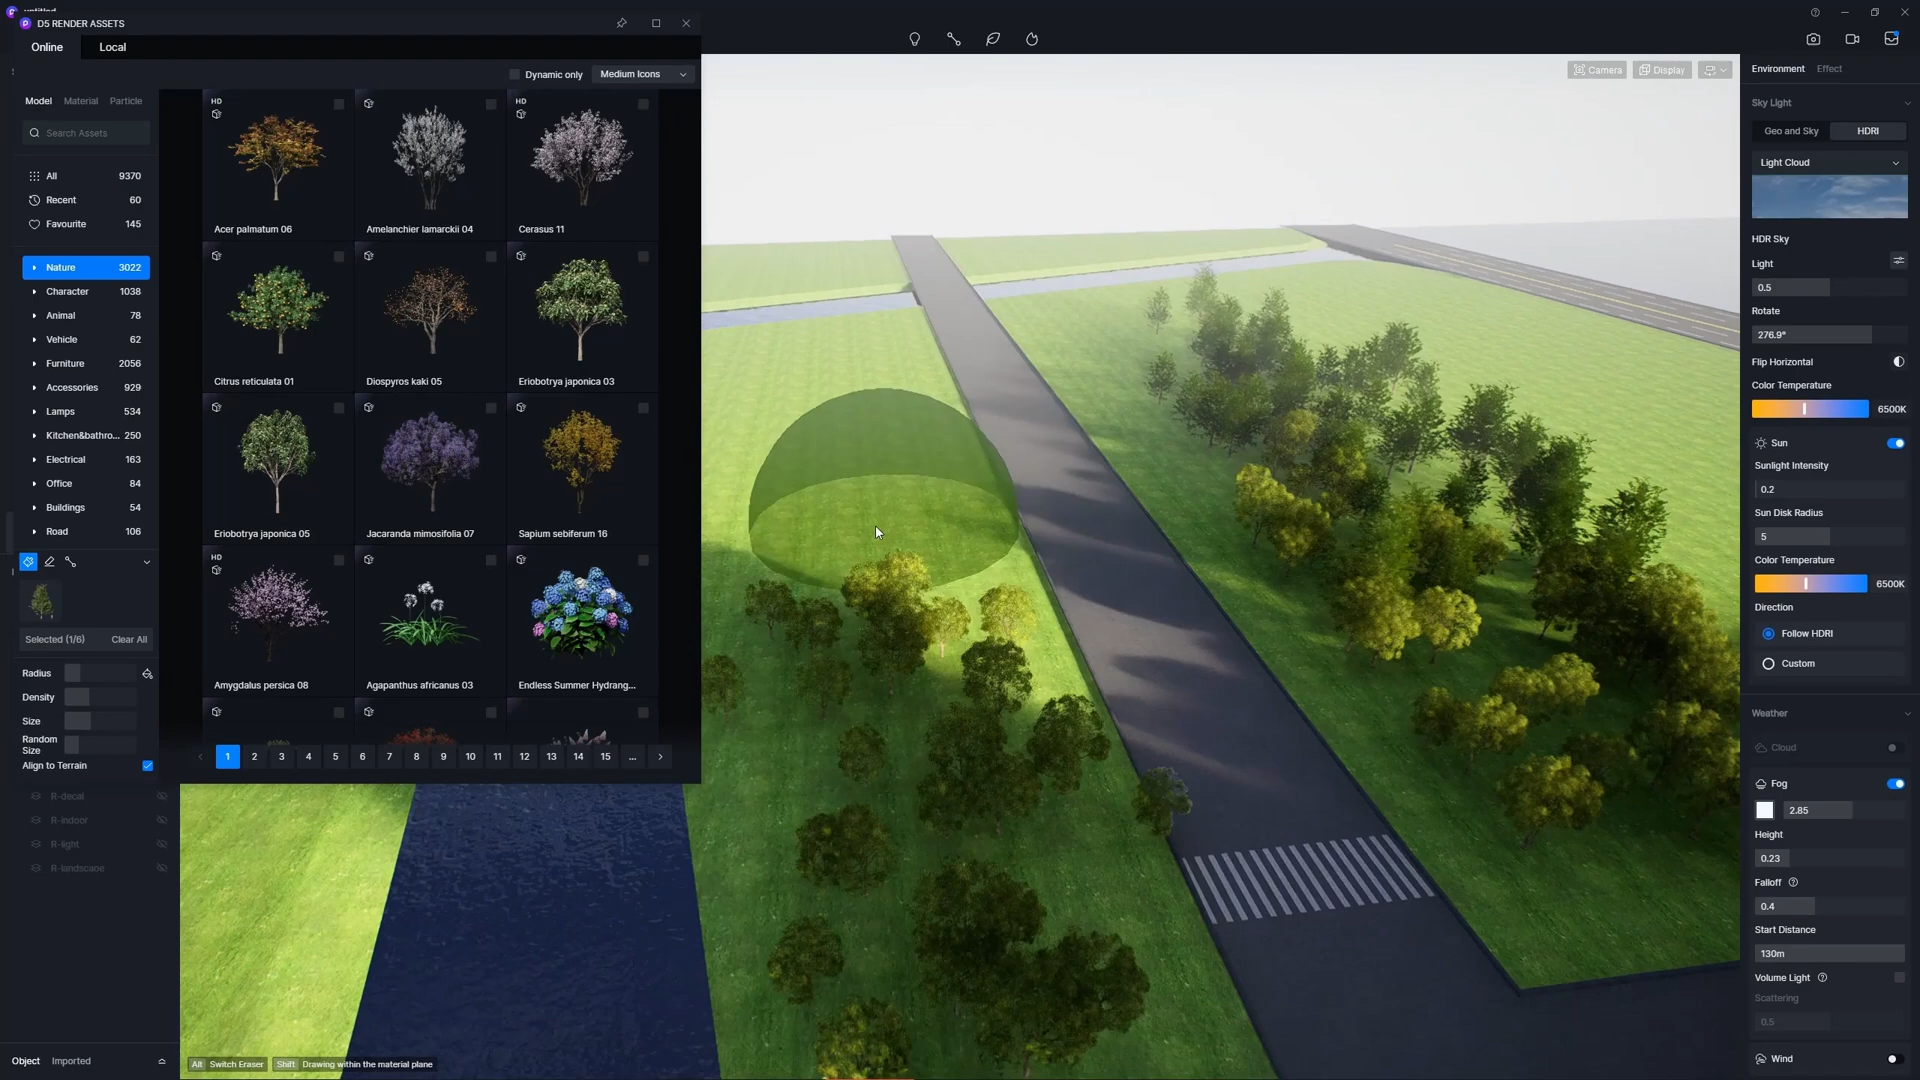 untitled
D5 RENDER ASSETS
Online
Local
Dynamic only
Medium Icons
Model
Material
Particle
Search Assets
All 9370
Recent 60
Favourite 145
Nature 3022
Character 1038
Animal 78
Vehicle 62
Furniture 2056
Accessories 929
Lamps 534
Kitchen&bathro... 250
Electrical 163
Office 84
Buildings 54
Road 106
Selected (1/6)
Clear All
Radius
Density
Size
Random
Size
Align to Terrain
R-decal
R-indoor
R-light
R-landscape
Object
Imported
HD
HD
Acer palmatum 06
Amelanchier lamarckii 04
Cerasus 11
Citrus reticulata 01
Diospyros kaki 05
Eriobotrya japonica 03
Eriobotrya japonica 05
Jacaranda mimosifolia 07
Sapium sebiferum 16
HD
Amygdalus persica 08
Agapanthus africanus 03
Endless Summer Hydrang...
1 2 3 4 5 6 7 8 9 10 11 12 13 14 15 ...
Alt Switch Eraser Shift Drawing within the material plane
Camera
Display
Environment
Effect
Sky Light
Geo and Sky
HDRI
Light Cloud
HDR Sky
Light
0.5
Rotate
276.9°
Flip Horizontal
Color Temperature
6500K
Sun
Sunlight Intensity
0.2
Sun Disk Radius
5
Color Temperature
6500K
Direction
Follow HDRI
Custom
Weather
Cloud
Fog
2.85
Height
0.23
Falloff
0.4
Start Distance
130m
Volume Light
Scattering
0.5
Wind